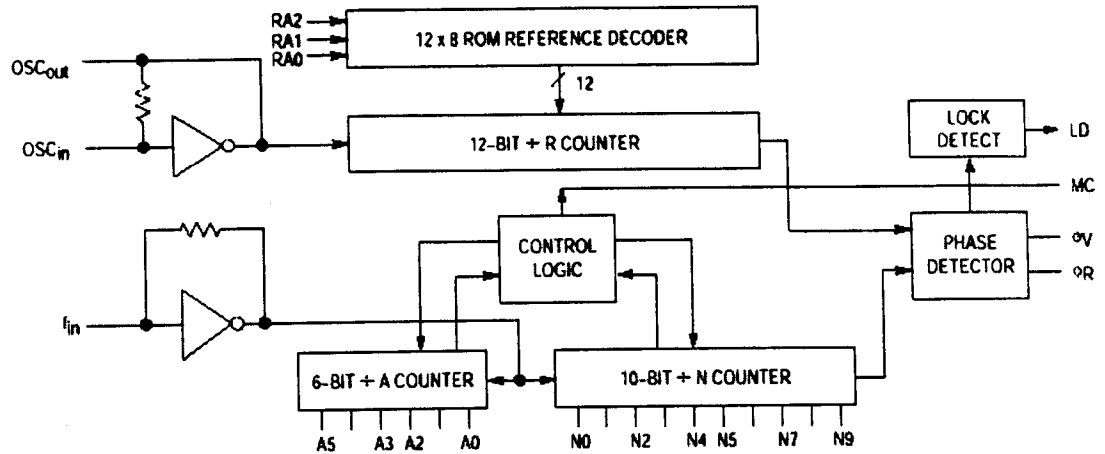 RA2
RA1
RA0
12 x 8 ROM REFERENCE DECODER
OSCout
12
LOCK
DETECT
LD
OSCin
12-BIT ÷ R COUNTER
MC
CONTROL
LOGIC
PHASE
DETECTOR
φV
φR
fin
6-BIT ÷ A COUNTER
10-BIT ÷ N COUNTER
A5 A3 A2 A0 N0 N2 N4 N5 N7 N9